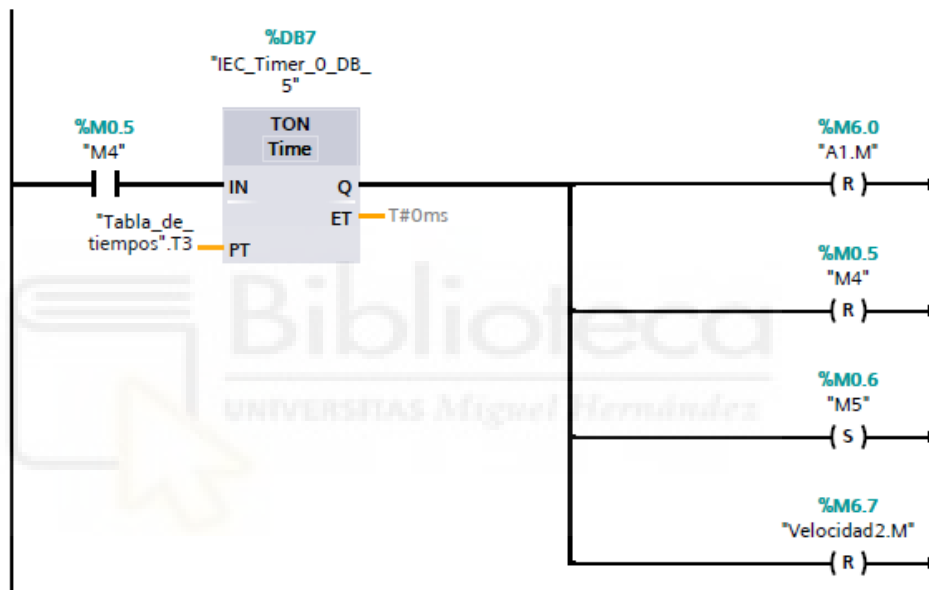 %DB7
"IEC_Timer_0_DB_
5"
%M0.5
"M4"
TON
Time
IN
Q
"Tabla_de_
tiempos".T3
PT
ET
T#0ms
%M6.0
"A1.M"
R
%M0.5
"M4"
R
%M0.6
"M5"
S
%M6.7
"Velocidad2.M"
R
Biblioteca
UNIVERSITAS Miguel Hernández